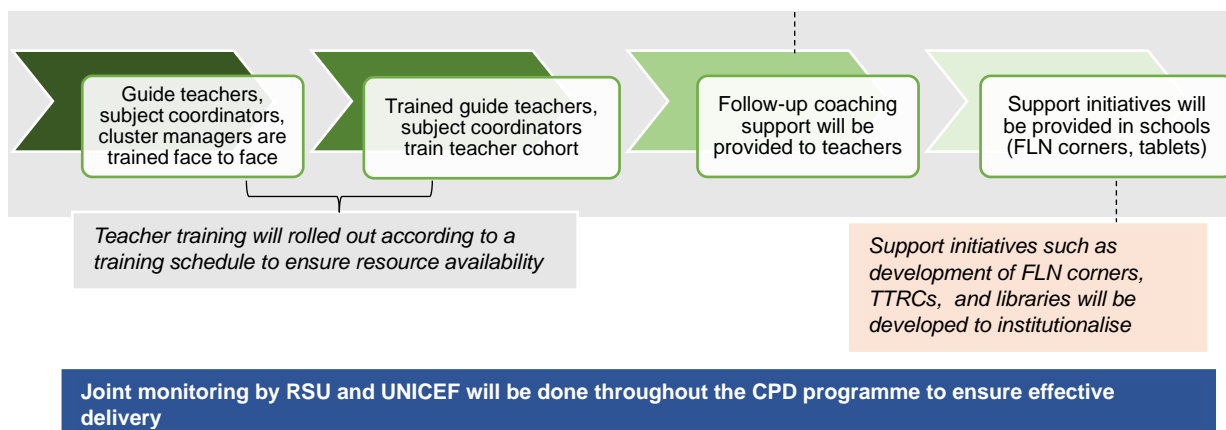 Guide teachers,
subject coordinators,
cluster managers are
trained face to face
Trained guide teachers,
subject coordinators
train teacher cohort
Follow-up coaching
support will be
provided to teachers
Support initiatives will
be provided in schools
(FLN corners, tablets)
Teacher training will rolled out according to a
training schedule to ensure resource availability
Support initiatives such as
development of FLN corners,
TTRCs, and libraries will be
developed to institutionalise
Joint monitoring by RSU and UNICEF will be done throughout the CPD programme to ensure effective
delivery